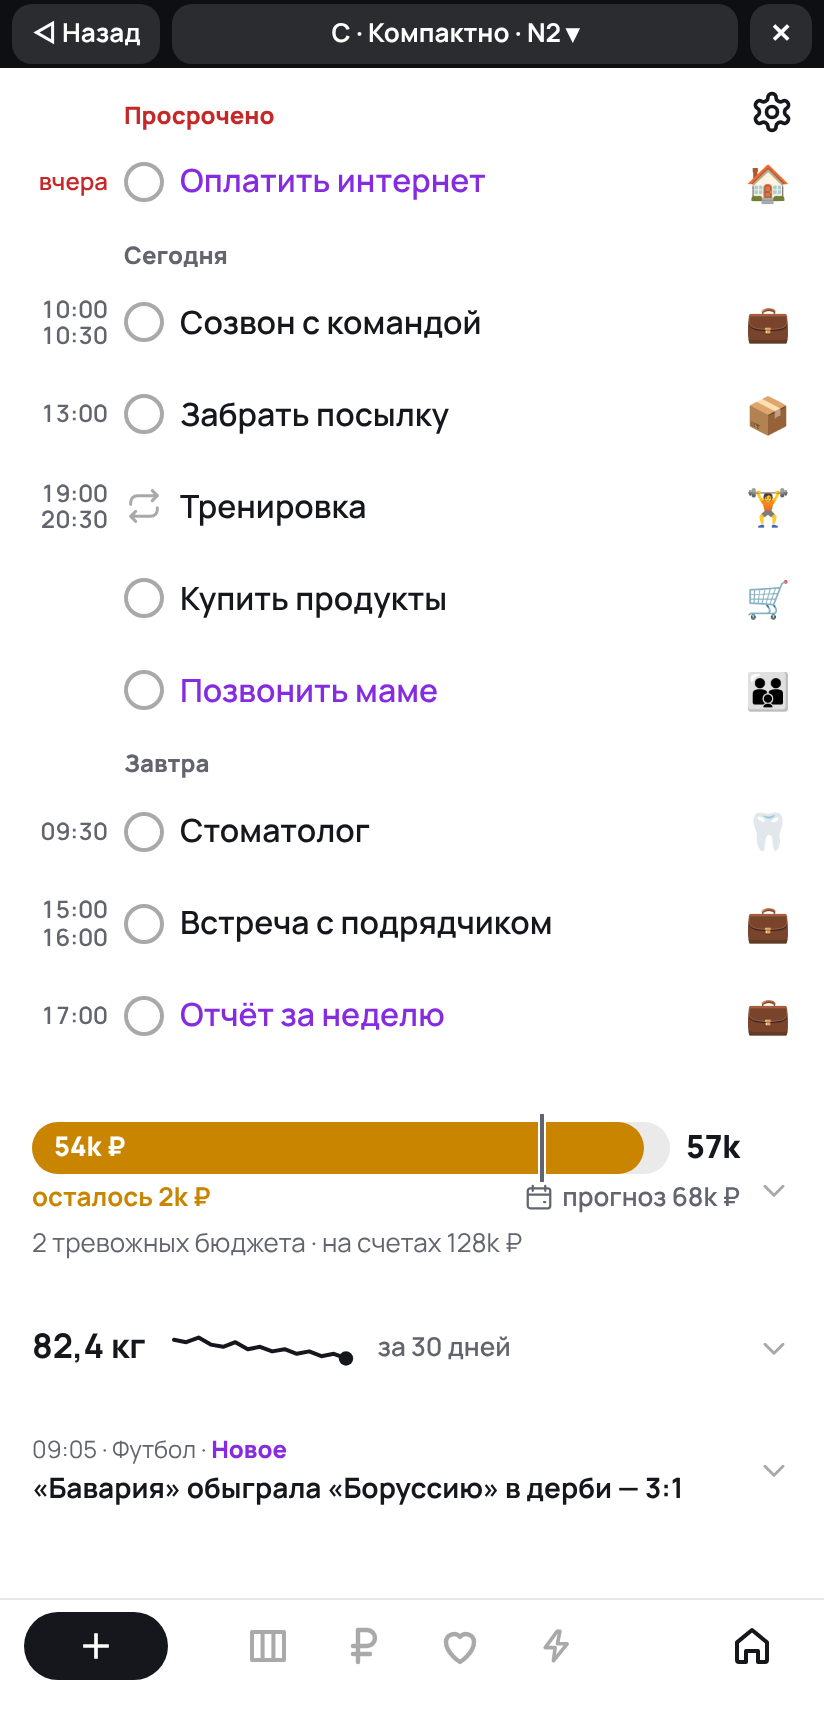 Назад
C · Компактно · N2 ▾
×
Просрочено
вчера Оплатить интернет
Сегодня
10:00
10:30
Созвон с командой
13:00 Забрать посылку
19:00
20:30
Тренировка
Купить продукты
Позвонить маме
Завтра
09:30 Стоматолог
15:00
16:00
Встреча с подрядчиком
17:00 Отчёт за неделю
54k ₽ 57k
осталось 2k ₽ прогноз 68k ₽
2 тревожных бюджета · на счетах 128k ₽
82,4 кг за 30 дней
09:05 · Футбол · Новое
«Бавария» обыграла «Боруссию» в дерби — 3:1